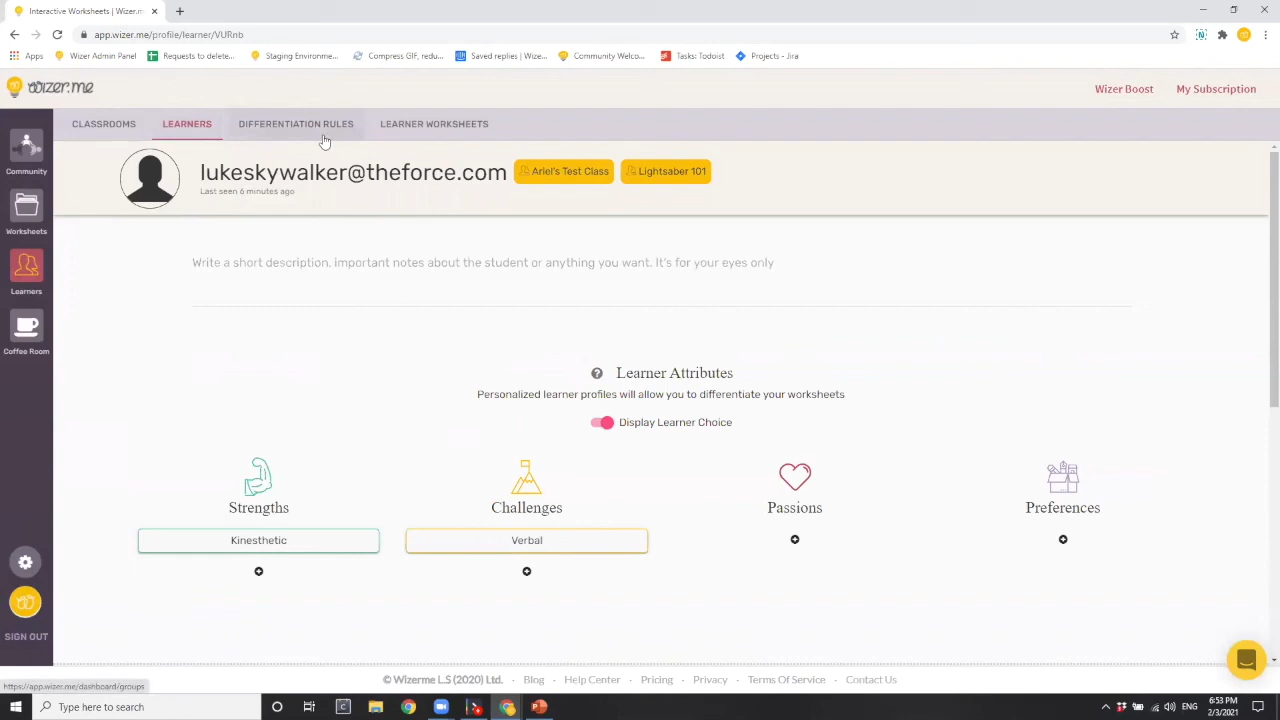 Interactive Worksheets | Wizer.m
app.wizer.me/profile/learner/VURnb
Apps
Wizer Admin Panel
Requests to delete...
Staging Environme...
Compress GIF, redu...
Saved replies | Wize...
Community Welco...
Tasks: Todoist
Projects - Jira
wizer.me
Wizer Boost
My Subscription
CLASSROOMS
LEARNERS
DIFFERENTIATION RULES
LEARNER WORKSHEETS
Community
Worksheets
Learners
Coffee Room
SIGN OUT
lukeskywalker@theforce.com
Ariel's Test Class
Lightsaber 101
Last seen 6 minutes ago
Write a short description, important notes about the student or anything you want. It's for your eyes only
Learner Attributes
Personalized learner profiles will allow you to differentiate your worksheets
Display Learner Choice
Strengths
Challenges
Passions
Preferences
Kinesthetic
Verbal
© Wizerme L.S (2020) Ltd. · Blog · Help Center · Pricing · Privacy · Terms Of Service · Contact Us
https://app.wizer.me/dashboard/groups
Type here to search
6:53 PM
2/3/2021